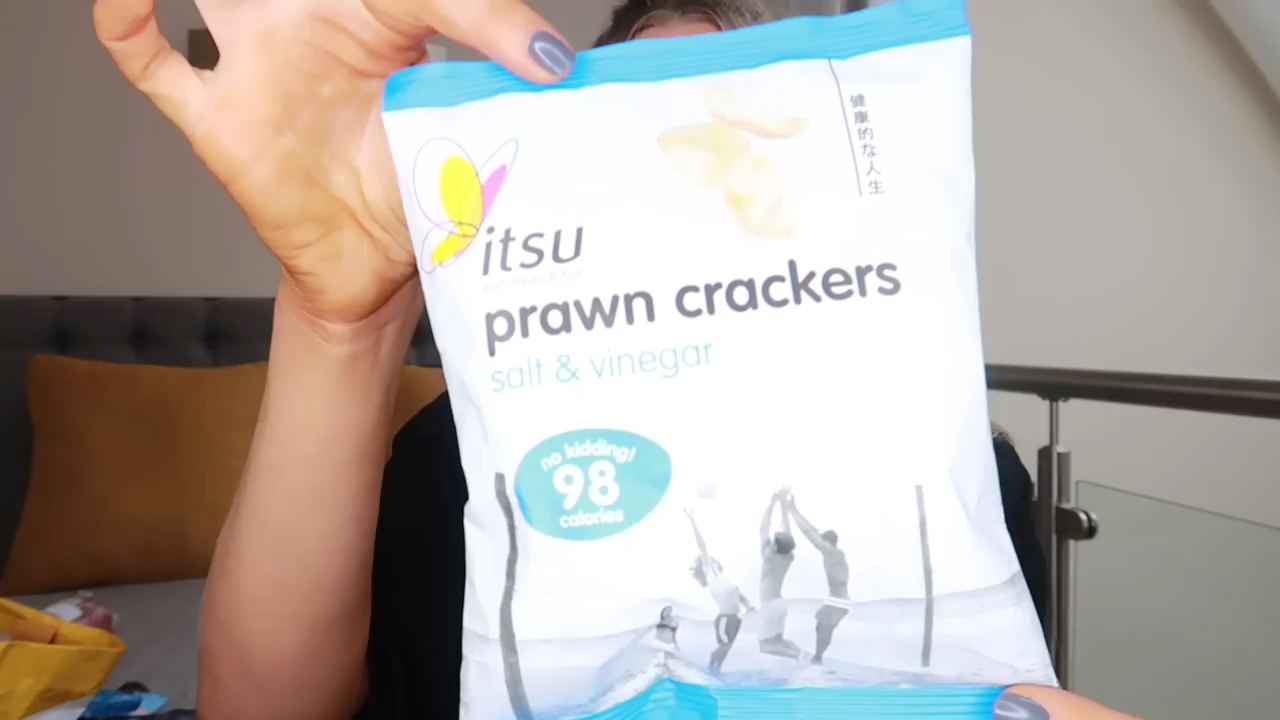 健康的な人生
itsu
prawn crackers
salt & vinegar
no kidding!
98
calories